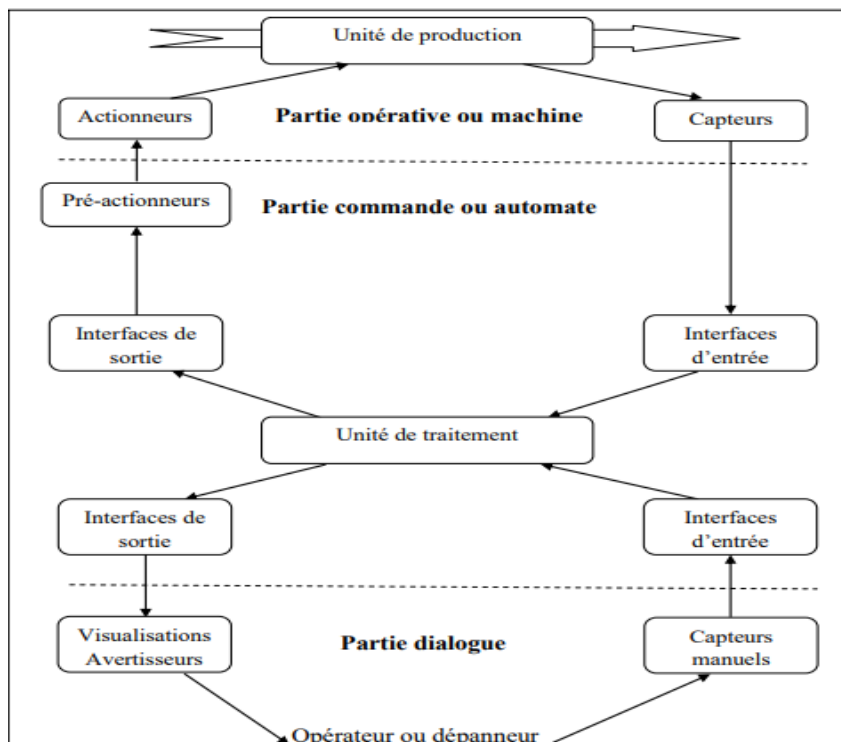 Unité de production
Actionneurs
Partie opérative ou machine
Capteurs
Pré-actionneurs
Partie commande ou automate
Interfaces de
sortie
Interfaces
d'entrée
Unité de traitement
Interfaces de
sortie
Interfaces
d'entrée
Visualisations
Avertisseurs
Partie dialogue
Capteurs
manuels
Opérateur ou dépanneur